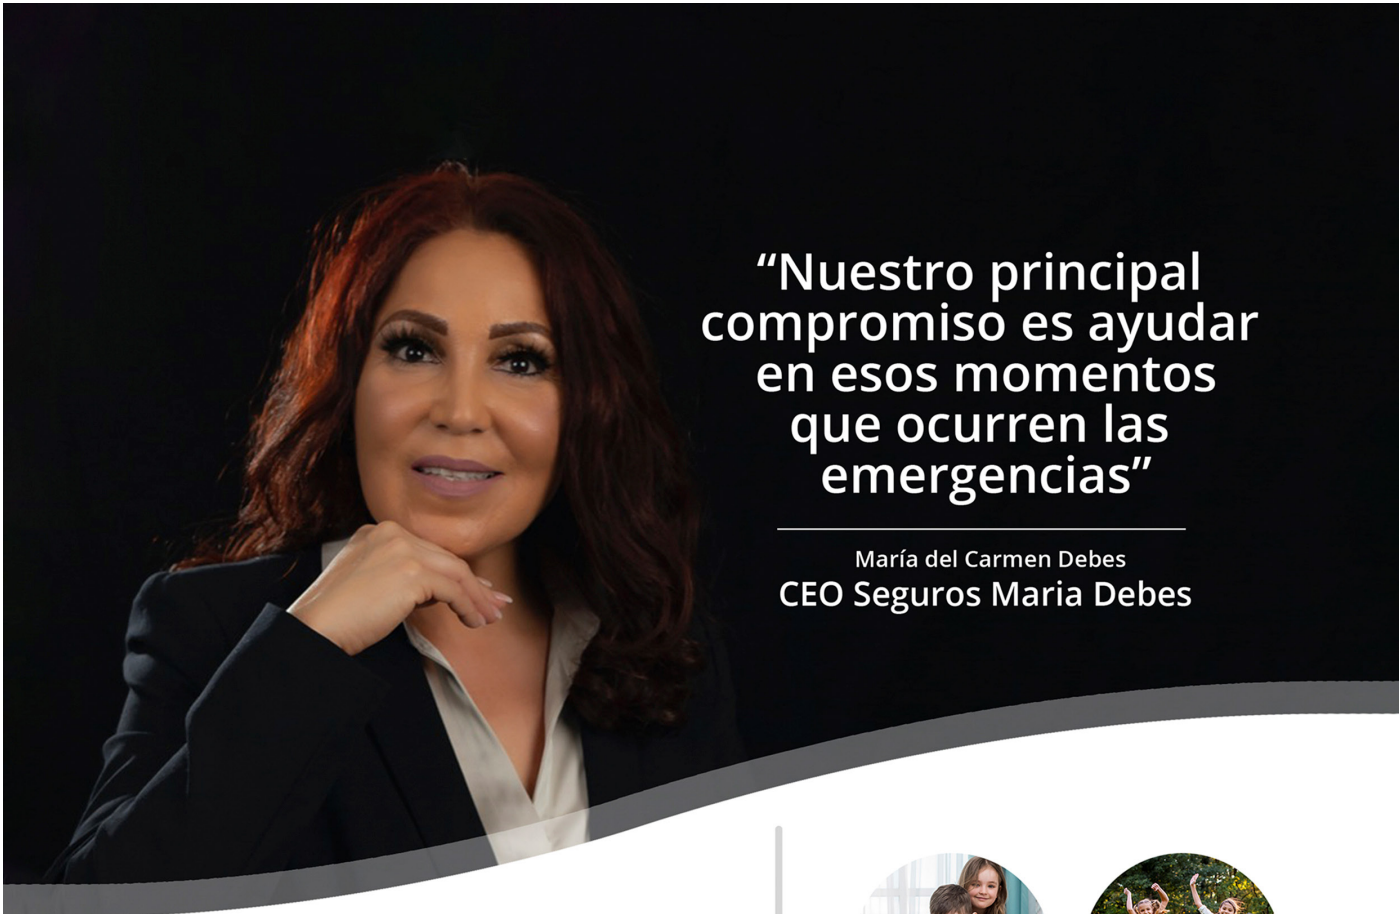 “Nuestro principal
compromiso es ayudar
en esos momentos
que ocurren las
emergencias”
María del Carmen Debes
CEO Seguros Maria Debes